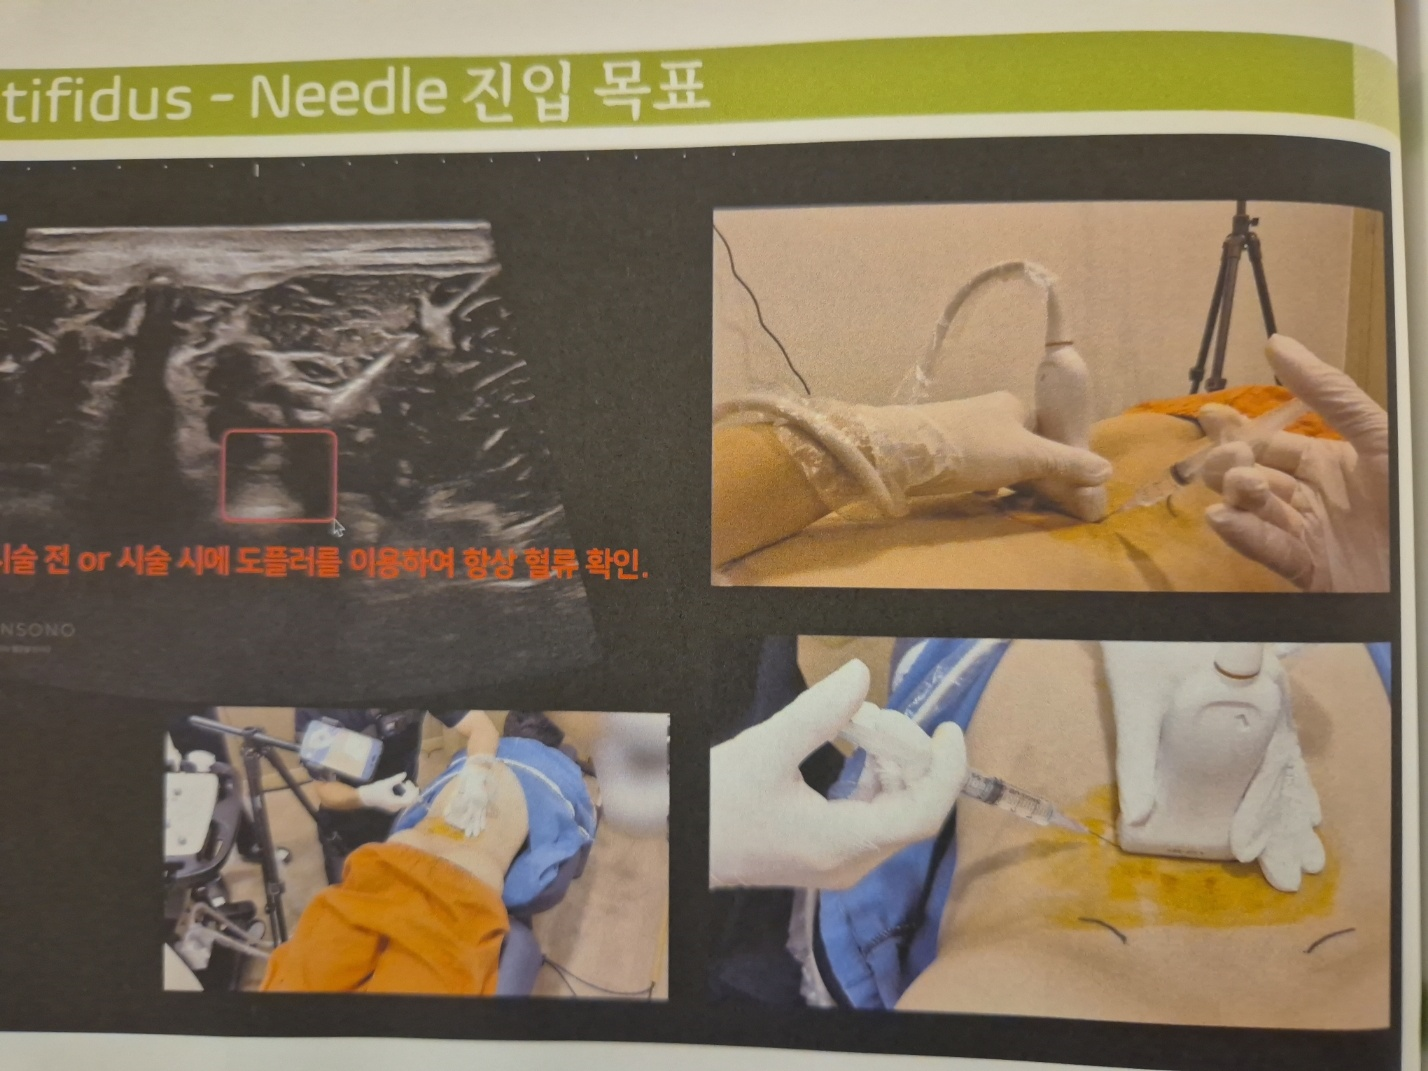 tifidus - Needle 진입 목표
시술 전 or 시술 시에 도플러를 이용하여 항상 혈류 확인.
NSONO